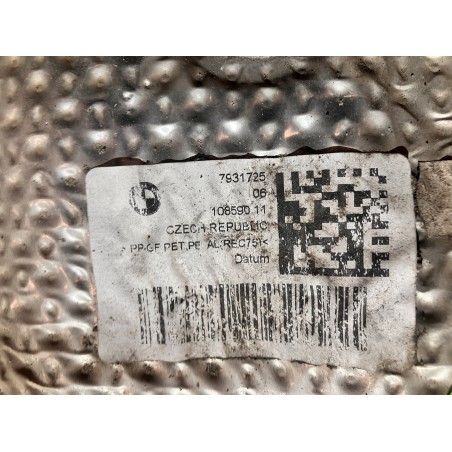 7931725
06
108590 11
CZECH REPUBLIC
PP-GF PET,PE AL,REC75%<
Datum